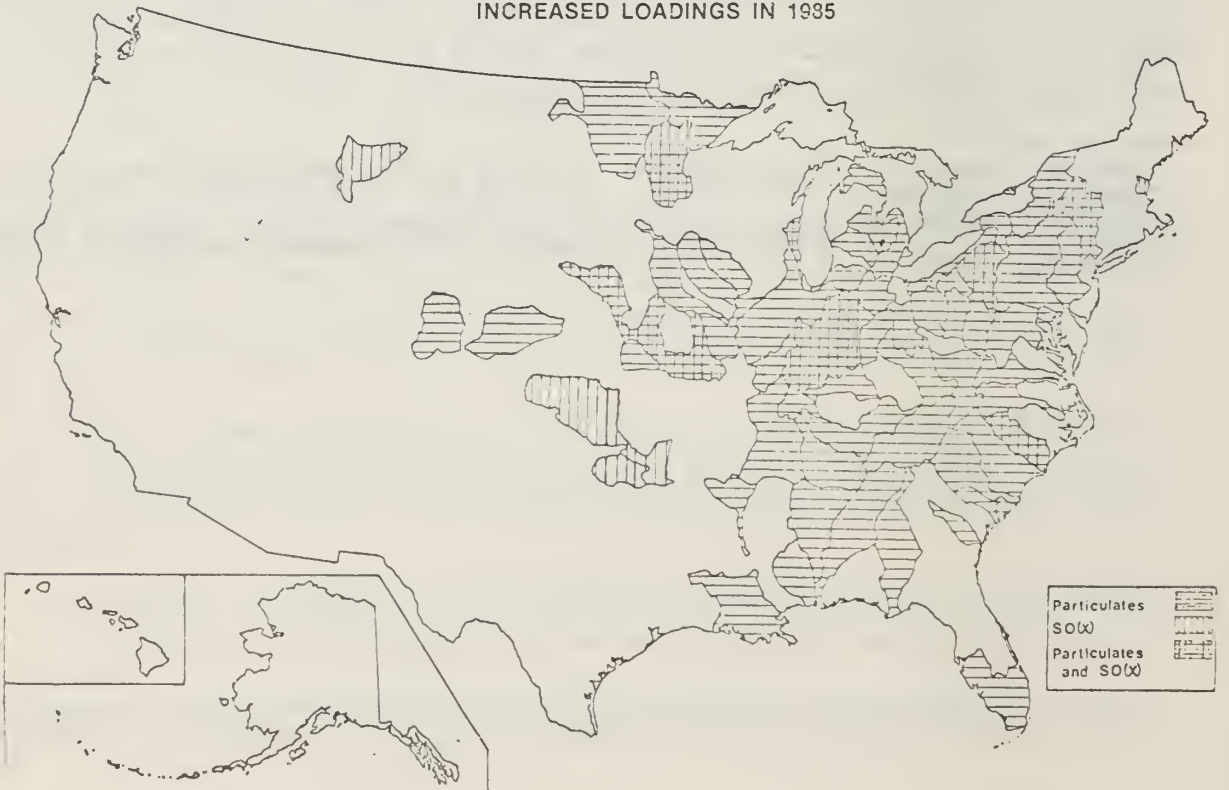 INCREASED LOADINGS IN 1985
Particulates
SO(X)
Particulates
and SO(X)